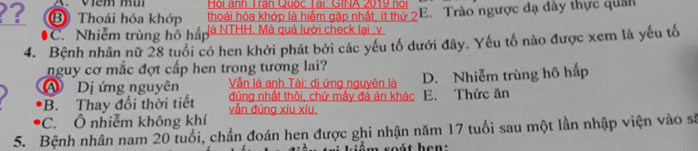 A. Viêm mũi
Hỏi anh Trần Quốc Tài: GINA 2019 nói
?? B) Thoái hóa khớp
thoái hóa khớp là hiếm gặp nhất, ít thứ 2
E. Trào ngược dạ dày thực quản
C. Nhiễm trùng hô hấp
là NTHH. Mà quá lười check lại :v
4. Bệnh nhân nữ 28 tuổi có hen khởi phát bởi các yếu tố dưới đây. Yếu tố nào được xem là yếu tố
nguy cơ mắc đợt cấp hen trong tương lai?
A) Dị ứng nguyên
Vẫn là anh Tài: dị ứng nguyên là
D. Nhiễm trùng hô hấp
B. Thay đổi thời tiết
đúng nhất thôi, chứ mấy đá án khác
E. Thức ăn
C. Ô nhiễm không khí
vẫn đúng xíu xíu.
5. Bệnh nhân nam 20 tuổi, chẩn đoán hen được ghi nhận năm 17 tuổi sau một lần nhập viện vào
kiểm soát hen: